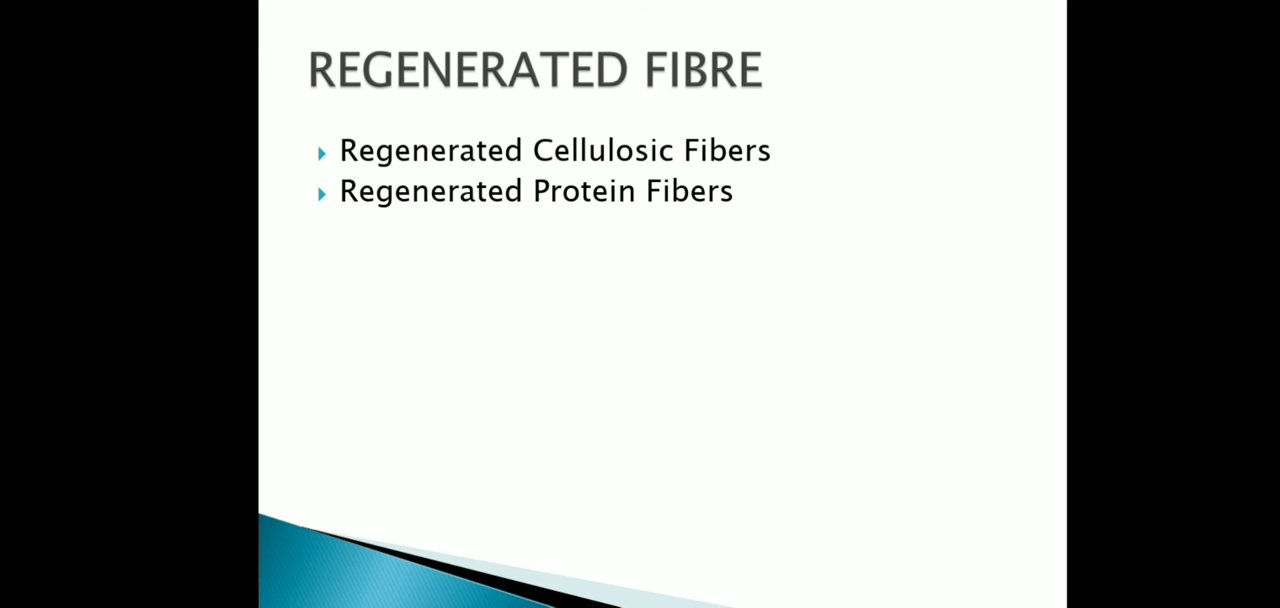 REGENERATED FIBRE
Regenerated Cellulosic Fibers
Regenerated Protein Fibers